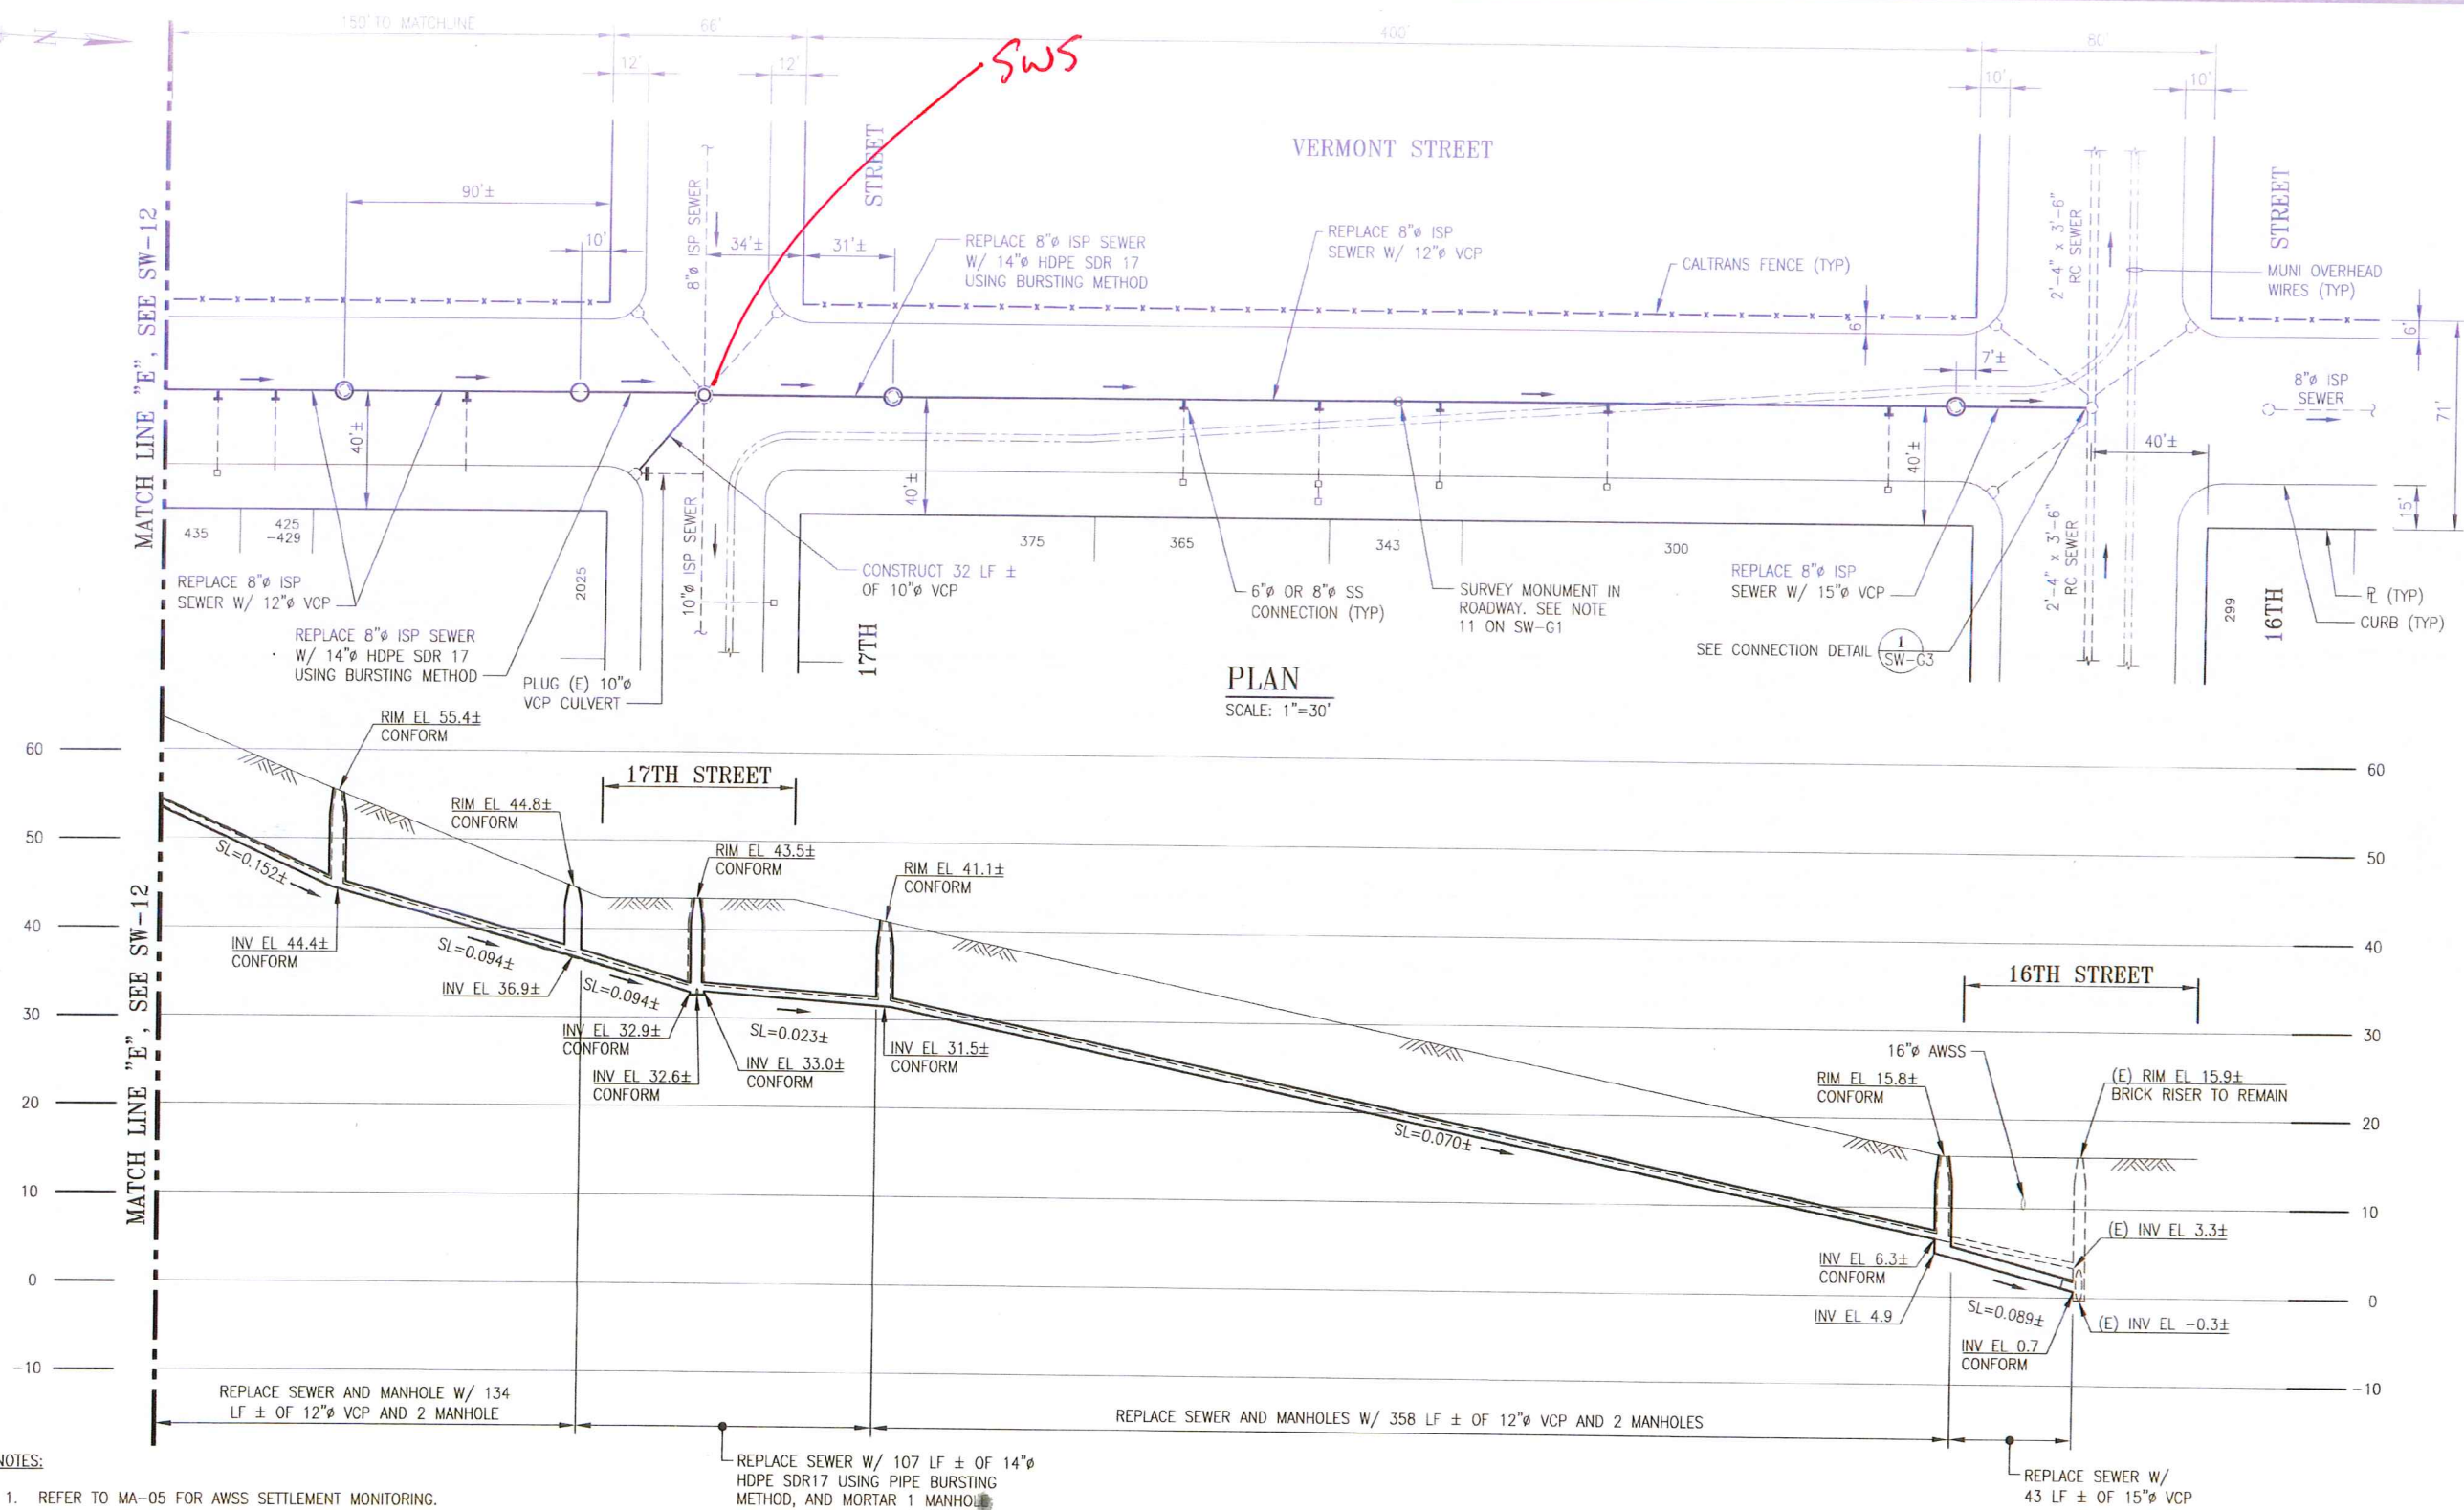 N
150' TO MATCHLINE
66'
400'
80'
12'
12'
10'
10'
SWS
VERMONT STREET
STREET
STREET
90'±
10'
8"ø ISP SEWER
34'±
31'±
REPLACE 8"ø ISP SEWER
W/ 14"ø HDPE SDR 17
USING BURSTING METHOD
REPLACE 8"ø ISP
SEWER W/ 12"ø VCP
CALTRANS FENCE (TYP)
2'-4" x 3'-6"
RC SEWER
MUNI OVERHEAD
WIRES (TYP)
6'
6'
7'±
8"ø ISP
SEWER
71'
MATCH LINE "E", SEE SW-12
40'±
40'±
40'±
40'±
15'
435
425
-429
2025
10"ø ISP SEWER
17TH
375
365
343
300
299
16TH
2'-4" x 3'-6"
RC SEWER
REPLACE 8"ø ISP
SEWER W/ 12"ø VCP
REPLACE 8"ø ISP SEWER
W/ 14"ø HDPE SDR 17
USING BURSTING METHOD
PLUG (E) 10"ø
VCP CULVERT
CONSTRUCT 32 LF ±
OF 10"ø VCP
6"ø OR 8"ø SS
CONNECTION (TYP)
SURVEY MONUMENT IN
ROADWAY. SEE NOTE
11 ON SW-G1
REPLACE 8"ø ISP
SEWER W/ 15"ø VCP
SEE CONNECTION DETAIL
1
SW-G3
PL (TYP)
CURB (TYP)
PLAN
SCALE: 1"=30'
60
50
40
30
20
10
0
-10
60
50
40
30
20
10
0
-10
MATCH LINE "E", SEE SW-12
RIM EL 55.4±
CONFORM
RIM EL 44.8±
CONFORM
17TH STREET
RIM EL 43.5±
CONFORM
RIM EL 41.1±
CONFORM
SL=0.152±
INV EL 44.4±
CONFORM
SL=0.094±
INV EL 36.9±
SL=0.094±
INV EL 32.9±
CONFORM
INV EL 32.6±
CONFORM
SL=0.023±
INV EL 33.0±
CONFORM
INV EL 31.5±
CONFORM
SL=0.070±
16TH STREET
16"ø AWSS
RIM EL 15.8±
CONFORM
(E) RIM EL 15.9±
BRICK RISER TO REMAIN
(E) INV EL 3.3±
INV EL 6.3±
CONFORM
INV EL 4.9
SL=0.089±
INV EL 0.7
CONFORM
(E) INV EL -0.3±
REPLACE SEWER AND MANHOLE W/ 134
LF ± OF 12"ø VCP AND 2 MANHOLE
REPLACE SEWER W/ 107 LF ± OF 14"ø
HDPE SDR17 USING PIPE BURSTING
METHOD, AND MORTAR 1 MANHOLE
REPLACE SEWER AND MANHOLES W/ 358 LF ± OF 12"ø VCP AND 2 MANHOLES
REPLACE SEWER W/
43 LF ± OF 15"ø VCP
NOTES:
1. REFER TO MA-05 FOR AWSS SETTLEMENT MONITORING.